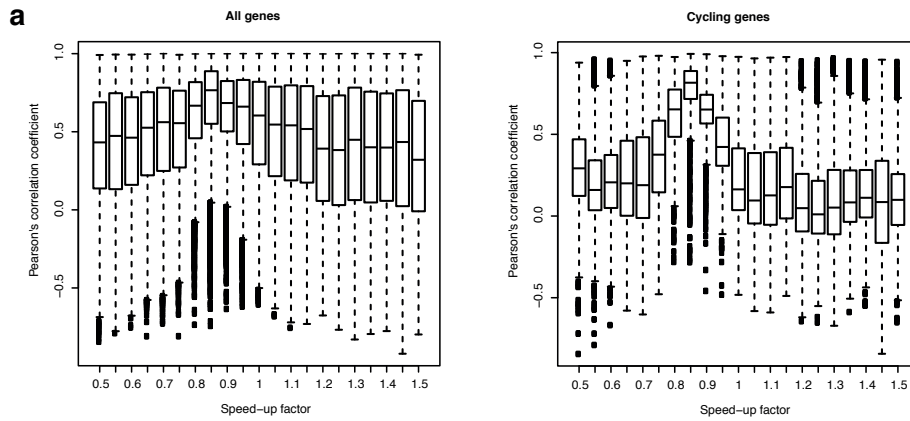 a
All genes
Pearson's correlation coefficient
1.0
0.5
0.0
−0.5
0.5 0.6 0.7 0.8 0.9 1 1.1 1.2 1.3 1.4 1.5
Speed−up factor
Cycling genes
Pearson's correlation coefficient
1.0
0.5
0.0
−0.5
0.5 0.6 0.7 0.8 0.9 1 1.1 1.2 1.3 1.4 1.5
Speed−up factor